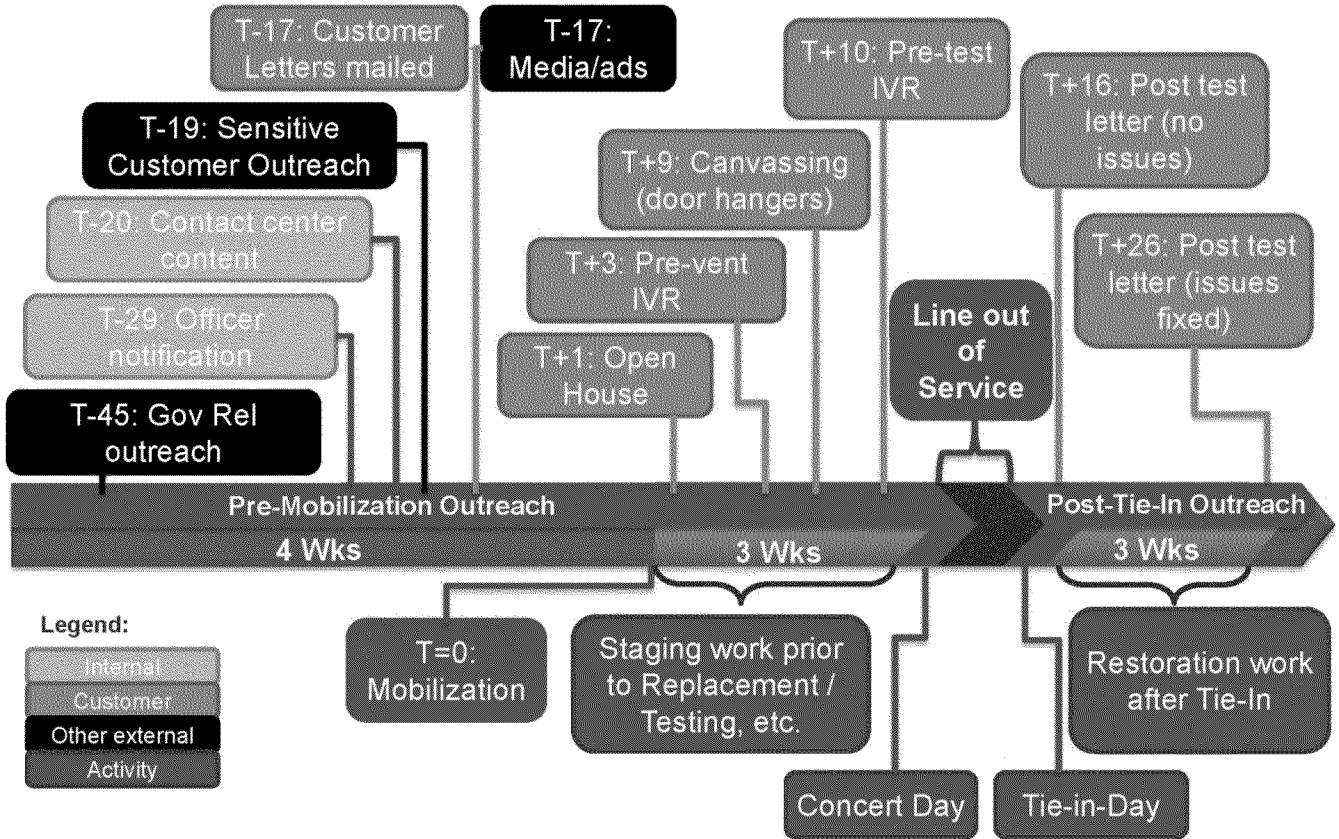 T-17: Customer
Letters mailed
T-17:
Media/ads
T-19: Sensitive
Customer Outreach
T-20: Contact center
content
T-29: Officer
notification
T-45: Gov Rel
outreach
T+10: Pre-test
IVR
T+9: Canvassing
(door hangers)
T+3: Pre-vent
IVR
T+1: Open
House
Line out
of
Service
T+16: Post test
letter (no
issues)
T+26: Post test
letter (issues
fixed)
Pre-Mobilization Outreach
Post-Tie-In Outreach
4 Wks
3 Wks
3 Wks
T=0:
Mobilization
Staging work prior
to Replacement /
Testing, etc.
Restoration work
after Tie-In
Concert Day
Tie-in-Day
Legend:
Internal
Customer
Other external
Activity